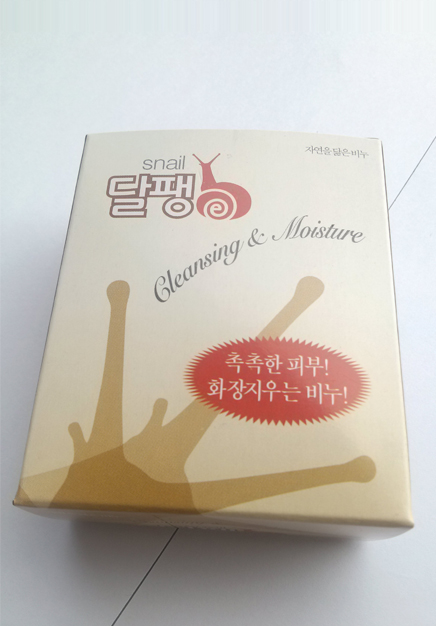 자연을 닮은 비누
snail
달팽
Cleansing & Moisture
촉촉한 피부!
화장지우는 비누!